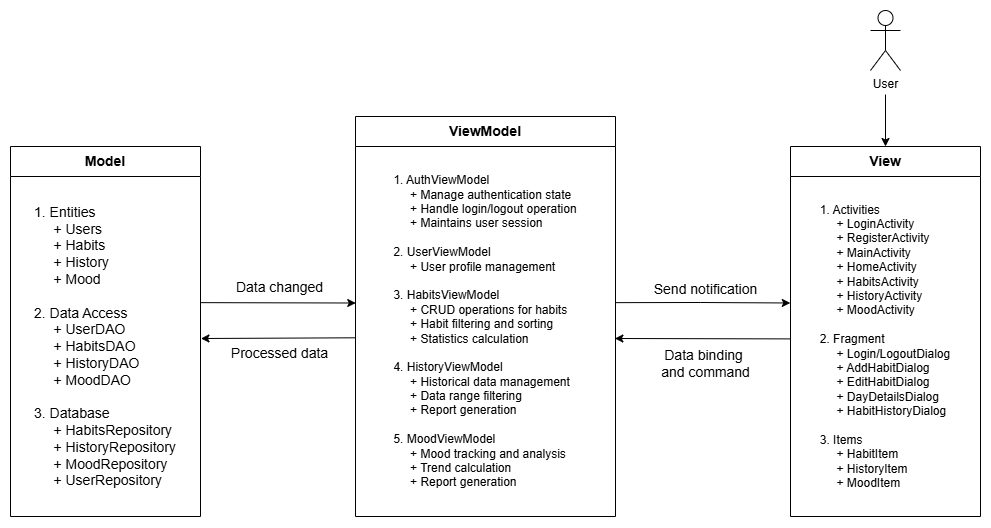 User
Model
1. Entities
+ Users
+ Habits
+ History
+ Mood
2. Data Access
+ UserDAO
+ HabitsDAO
+ HistoryDAO
+ MoodDAO
3. Database
+ HabitsRepository
+ HistoryRepository
+ MoodRepository
+ UserRepository
Data changed
Processed data
ViewModel
1. AuthViewModel
+ Manage authentication state
+ Handle login/logout operation
+ Maintains user session
2. UserViewModel
+ User profile management
3. HabitsViewModel
+ CRUD operations for habits
+ Habit filtering and sorting
+ Statistics calculation
4. HistoryViewModel
+ Historical data management
+ Data range filtering
+ Report generation
5. MoodViewModel
+ Mood tracking and analysis
+ Trend calculation
+ Report generation
Send notification
Data binding
and command
View
1. Activities
+ LoginActivity
+ RegisterActivity
+ MainActivity
+ HomeActivity
+ HabitsActivity
+ HistoryActivity
+ MoodActivity
2. Fragment
+ Login/LogoutDialog
+ AddHabitDialog
+ EditHabitDialog
+ DayDetailsDialog
+ HabitHistoryDialog
3. Items
+ HabitItem
+ HistoryItem
+ MoodItem